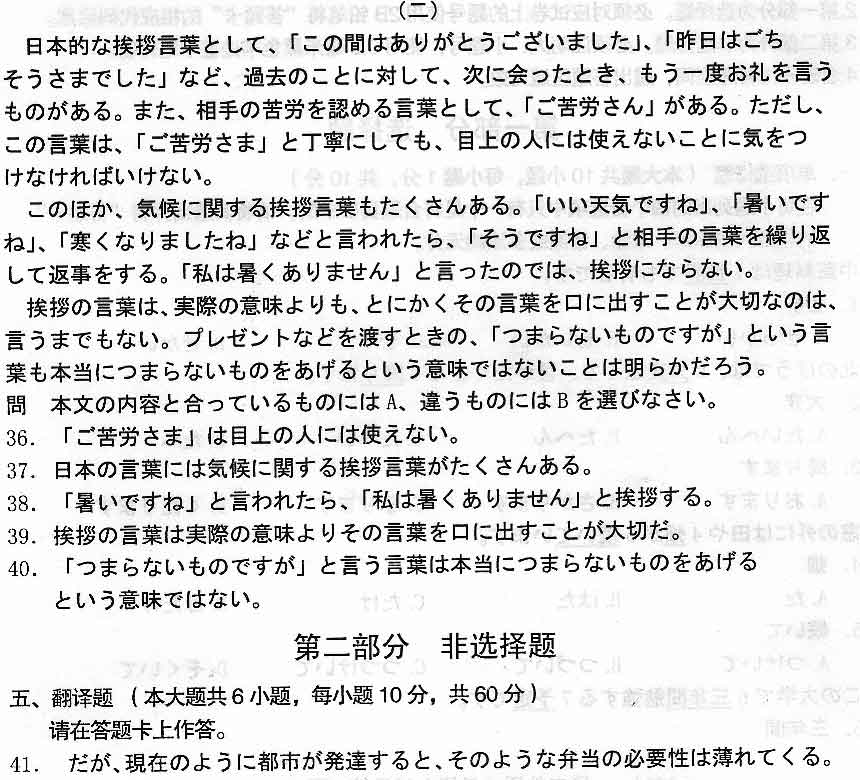 （二）
日本的な挨拶言葉として、「この間はありがとうございました」、「昨日はごち
そうさまでした」など、過去のことに対して、次に会ったとき、もう一度お礼を言う
ものがある。また、相手の苦労を認める言葉として、「ご苦労さん」がある。ただし、
この言葉は、「ご苦労さま」と丁寧にしても、目上の人には使えないことに気をつ
けなければいけない。
このほか、気候に関する挨拶言葉もたくさんある。「いい天気ですね」、「暑いです
ね」、「寒くなりましたね」などと言われたら、「そうですね」と相手の言葉を繰り返
して返事をする。「私は暑くありません」と言ったのでは、挨拶にならない。
挨拶の言葉は、実際の意味よりも、とにかくその言葉を口に出すことが大切なのは、
言うまでもない。プレゼントなどを渡すときの、「つまらないものですが」という言
葉も本当につまらないものをあげるという意味ではないことは明らかだろう。
問　本文の内容と合っているものには A、違うものには B を選びなさい。
36．「ご苦労さま」は目上の人には使えない。
37．日本の言葉には気候に関する挨拶言葉がたくさんある。
38．「暑いですね」と言われたら、「私は暑くありません」と挨拶する。
39．挨拶の言葉は実際の意味よりその言葉を口に出すことが大切だ。
40．「つまらないものですが」と言う言葉は本当につまらないものをあげる
という意味ではない。
第二部分　非选择题
五、翻译题（本大题共 6 小题，每小题 10 分，共 60 分）
请在答题卡上作答。
41．だが、現在のように都市が発達すると、そのような弁当の必要性は薄れてくる。